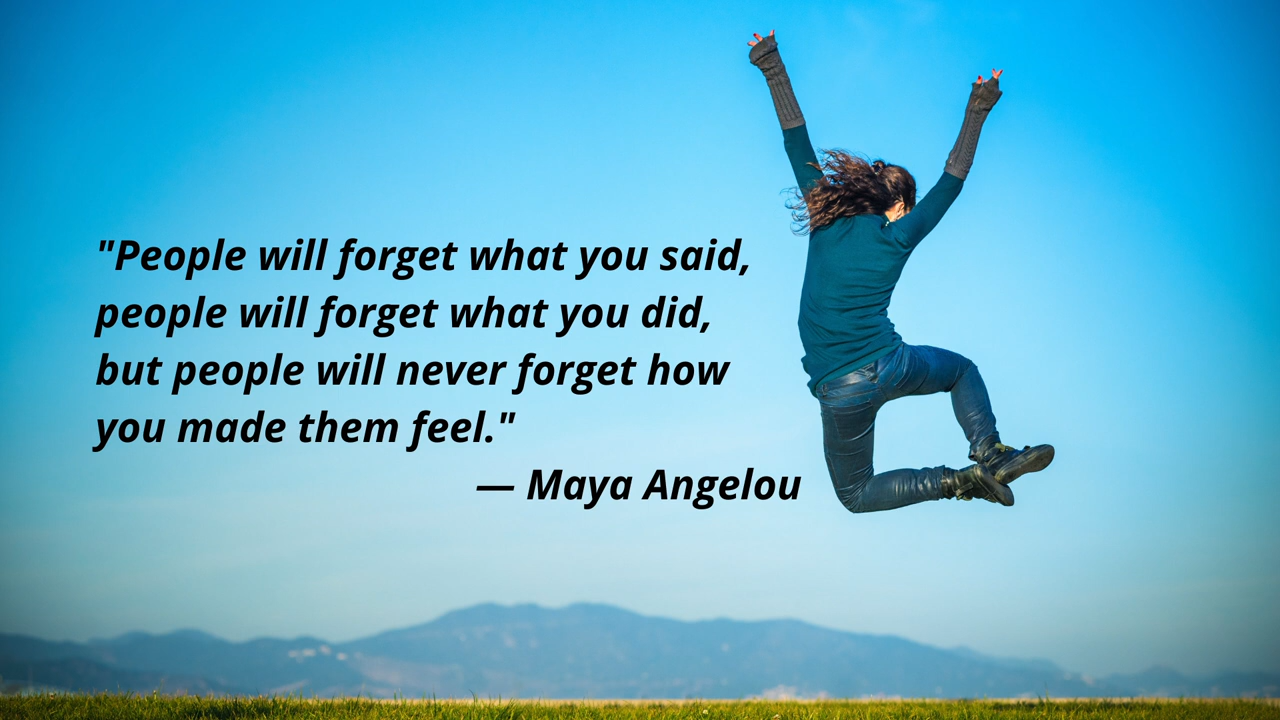 "People will forget what you said,
people will forget what you did,
but people will never forget how
you made them feel."
— Maya Angelou